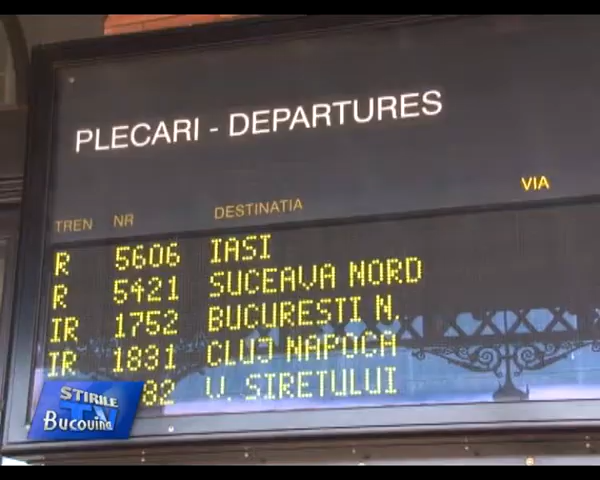 PLECARI - DEPARTURES
TREN NR DESTINATIA VIA
R 5606 IASI
R 5421 SUCEAVA NORD
IR 1752 BUCURESTI N.
IR 1831 CLUJ NAPOCA
82 V. SIRETULUI
STIRILE
TV
Bucovina